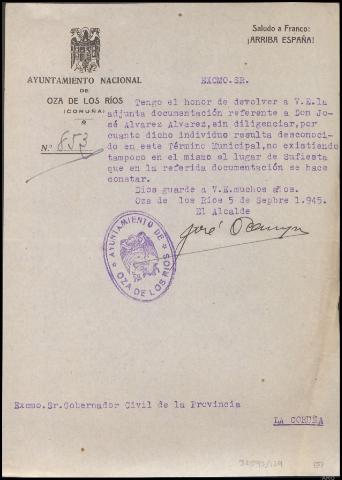 Saludo a Franco:
¡ARRIBA ESPAÑA!
AYUNTAMIENTO NACIONAL
DE
OZA DE LOS RÍOS
(CORUÑA)
N.º 853
EXCMO.SR.
Tengo el honor de devolver a V.E.la
adjunta documentación referente a Don Jo-
sé Alvarez Alvarez,sin diligenciar,por
cuanto dicho individuo resulta desconoci-
do en este Término Municipal,no existiendo
tampoco en el mismo el lugar de Sufiesta
que en la referida documentación se hace
constar.
Dios guarde a V.E.muchos años.
Oza de los Ríos 5 de Sepbre 1.945.
El Alcalde
José
AYUNTAMIENTO DE
OZA DE LOS RIOS
Excmo.Sr.Gobernador Civil de la Provincia
LA CORUÑA